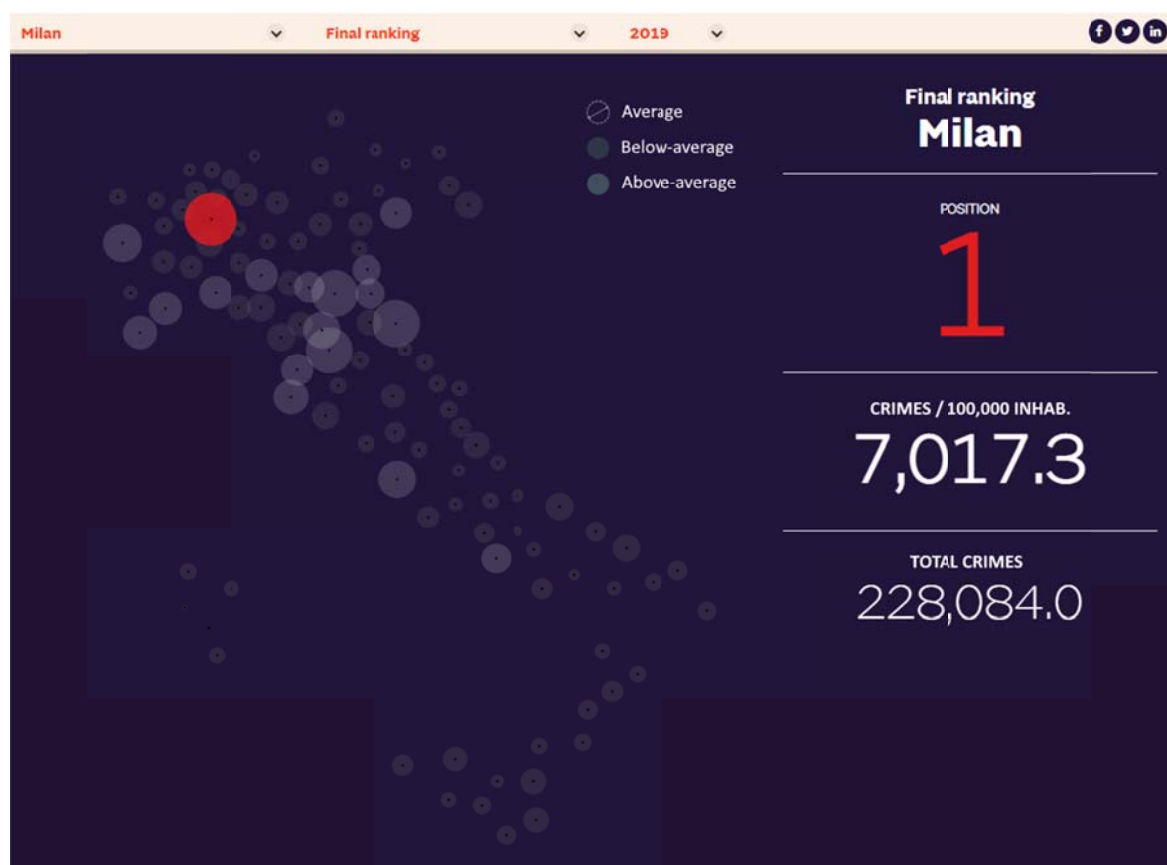 Milan Final ranking 2019
Average
Below-average
Above-average
Final ranking
Milan
POSITION
1
CRIMES / 100,000 INHAB.
7,017.3
TOTAL CRIMES
228,084.0